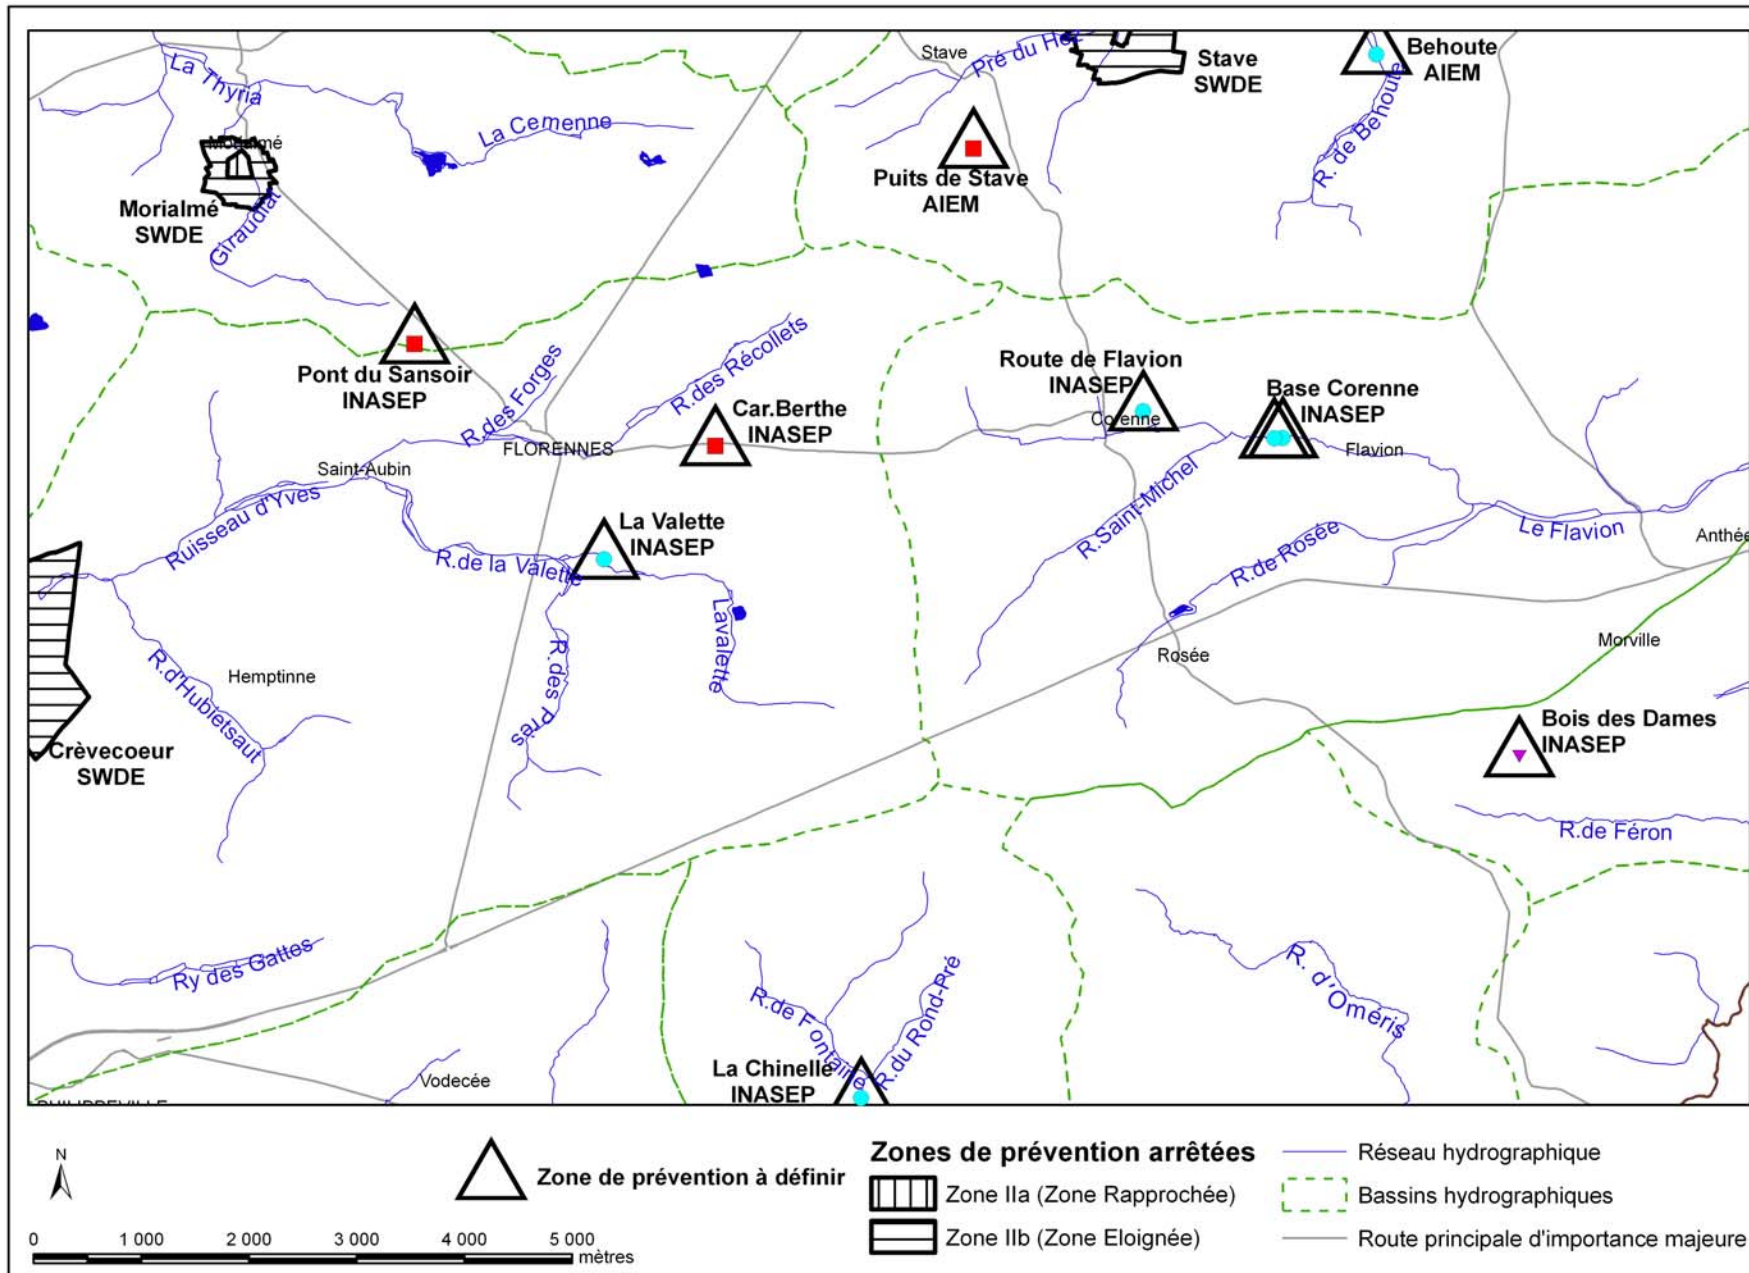 Stave
Pré du Hez
Stave
SWDE
Behoute
AIEM
La Thyria
La Cemenne
R. de Behoute
Morialmé
Puits de Stave
AIEM
Morialmé
SWDE
Giraudiat
Pont du Sansoir
INASEP
R.des Forges
R.des Récollets
Route de Flavion
INASEP
Corenne
Base Corenne
INASEP
Car.Berthe
INASEP
FLORENNES
Flavion
Saint-Aubin
Ruisseau d'Yves
R.Saint-Michel
La Valette
INASEP
R.de la Valette
R.de Rosée
Le Flavion
Anthée
Lavalette
R.d'Hubietsaut
Hemptinne
R. des Pres
Rosée
Morville
Bois des Dames
INASEP
Crèvecoeur
SWDE
R.de Féron
Ry des Gattes
R.de Fontaine
R.du Rond-Pré
R. d'Oméris
La Chinelle
INASEP
Vodecée
N
Zone de prévention à définir
0 1 000 2 000 3 000 4 000 5 000
mètres
Zones de prévention arrêtées
Zone IIa (Zone Rapprochée)
Zone IIb (Zone Eloignée)
Réseau hydrographique
Bassins hydrographiques
Route principale d'importance majeure